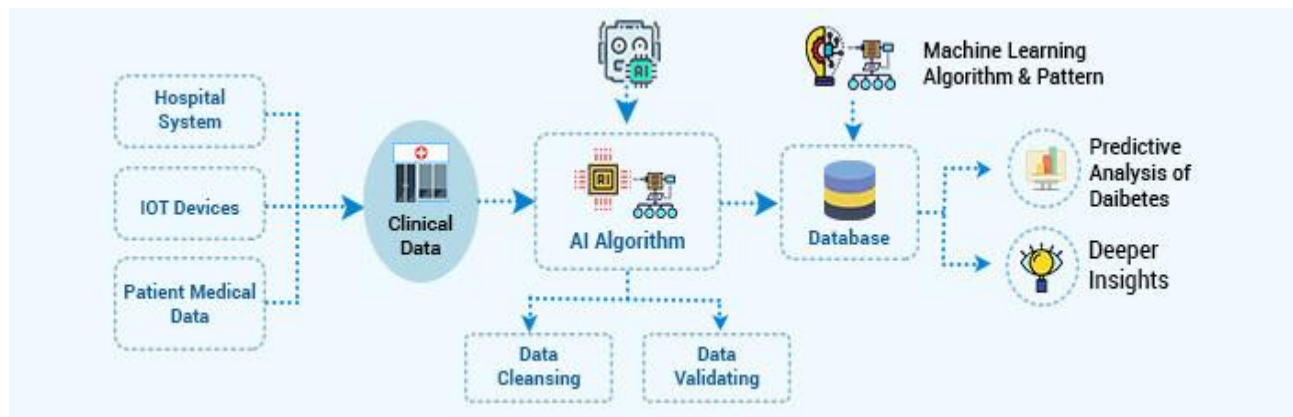 Hospital
System
IOT Devices
Patient Medical
Data
Clinical
Data
AI
AI
AI Algorithm
Data
Cleansing
Data
Validating
Machine Learning
Algorithm & Pattern
Database
Predictive
Analysis of
Daibetes
Deeper
Insights